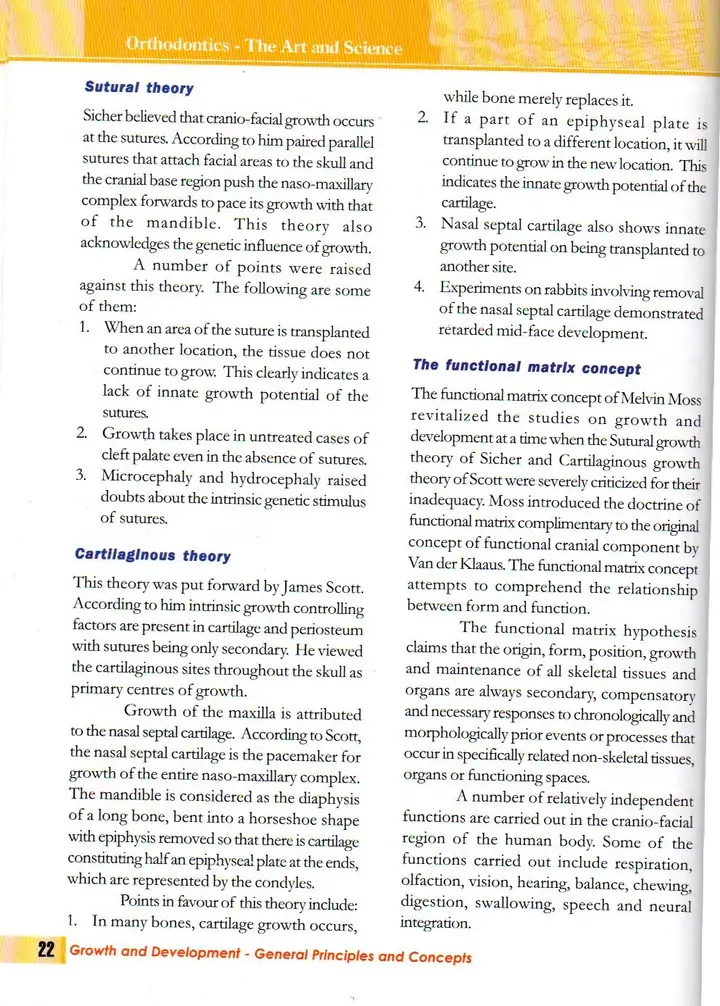 Orthodontics - The Art and Science
Sutural theory
Sicher believed that cranio-facial growth occurs
at the sutures. According to him paired parallel
sutures that attach facial areas to the skull and
the cranial base region push the naso-maxillary
complex forwards to pace its growth with that
of the mandible. This theory also
acknowledges the genetic influence of growth.
A number of points were raised
against this theory. The following are some
of them:
1. When an area of the suture is transplanted
to another location, the tissue does not
continue to grow. This clearly indicates a
lack of innate growth potential of the
sutures.
2. Growth takes place in untreated cases of
cleft palate even in the absence of sutures.
3. Microcephaly and hydrocephaly raised
doubts about the intrinsic genetic stimulus
of sutures.
Cartilaginous theory
This theory was put forward by James Scott.
According to him intrinsic growth controlling
factors are present in cartilage and periosteum
with sutures being only secondary. He viewed
the cartilaginous sites throughout the skull as
primary centres of growth.
Growth of the maxilla is attributed
to the nasal septal cartilage. According to Scott,
the nasal septal cartilage is the pacemaker for
growth of the entire naso-maxillary complex.
The mandible is considered as the diaphysis
of a long bone, bent into a horseshoe shape
with epiphysis removed so that there is cartilage
constituting half an epiphyseal plate at the ends,
which are represented by the condyles.
Points in favour of this theory include:
1. In many bones, cartilage growth occurs,
while bone merely replaces it.
2. If a part of an epiphyseal plate is
transplanted to a different location, it will
continue to grow in the new location. This
indicates the innate growth potential of the
cartilage.
3. Nasal septal cartilage also shows innate
growth potential on being transplanted to
another site.
4. Experiments on rabbits involving removal
of the nasal septal cartilage demonstrated
retarded mid-face development.
The functional matrix concept
The functional matrix concept of Melvin Moss
revitalized the studies on growth and
development at a time when the Sutural growth
theory of Sicher and Cartilaginous growth
theory of Scott were severely criticized for their
inadequacy. Moss introduced the doctrine of
functional matrix complimentary to the original
concept of functional cranial component by
Van der Klaaus. The functional matrix concept
attempts to comprehend the relationship
between form and function.
The functional matrix hypothesis
claims that the origin, form, position, growth
and maintenance of all skeletal tissues and
organs are always secondary, compensatory
and necessary responses to chronologically and
morphologically prior events or processes that
occur in specifically related non-skeletal tissues,
organs or functioning spaces.
A number of relatively independent
functions are carried out in the cranio-facial
region of the human body. Some of the
functions carried out include respiration,
olfaction, vision, hearing, balance, chewing,
digestion, swallowing, speech and neural
integration.
22 Growth and Development - General Principles and Concepts